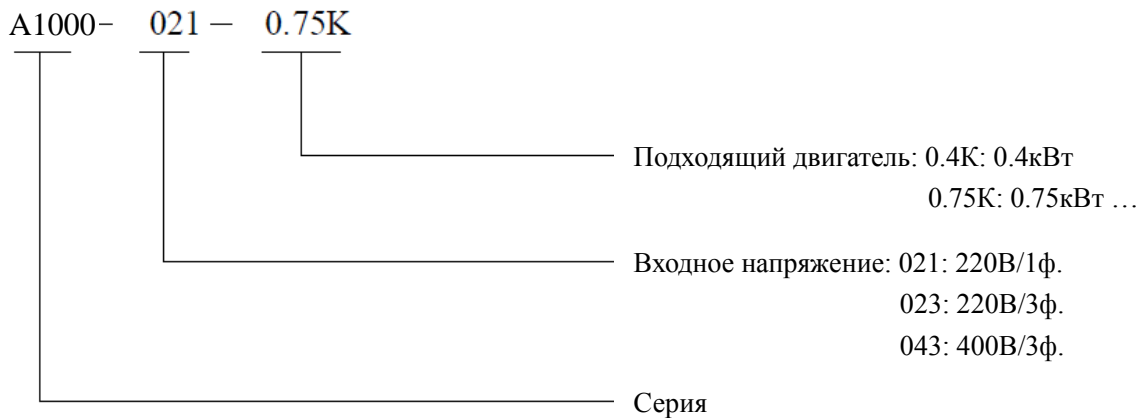 A1000- 021 — 0.75K
Подходящий двигатель: 0.4K: 0.4кВт
0.75K: 0.75кВт …
Входное напряжение: 021: 220В/1ф.
023: 220В/3ф.
043: 400В/3ф.
Серия